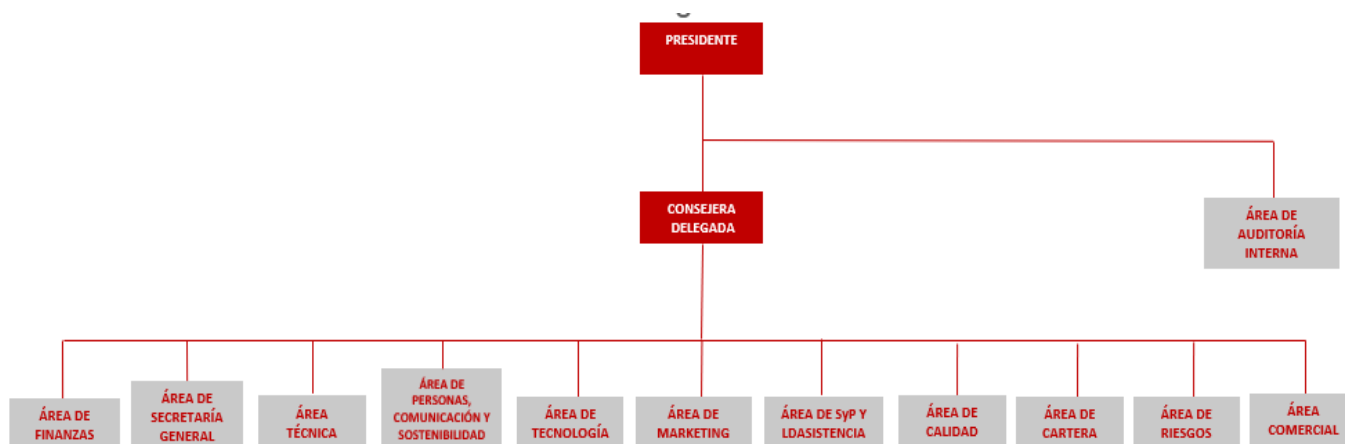 PRESIDENTE
CONSEJERA
DELEGADA
ÁREA DE
AUDITORÍA
INTERNA
ÁREA DE
FINANZAS
ÁREA DE
SECRETARÍA
GENERAL
ÁREA
TÉCNICA
ÁREA DE
PERSONAS,
COMUNICACIÓN Y
SOSTENIBILIDAD
ÁREA DE
TECNOLOGÍA
ÁREA DE
MARKETING
ÁREA DE SyP Y
LDASISTENCIA
ÁREA DE
CALIDAD
ÁREA DE
CARTERA
ÁREA DE
RIESGOS
ÁREA
COMERCIAL